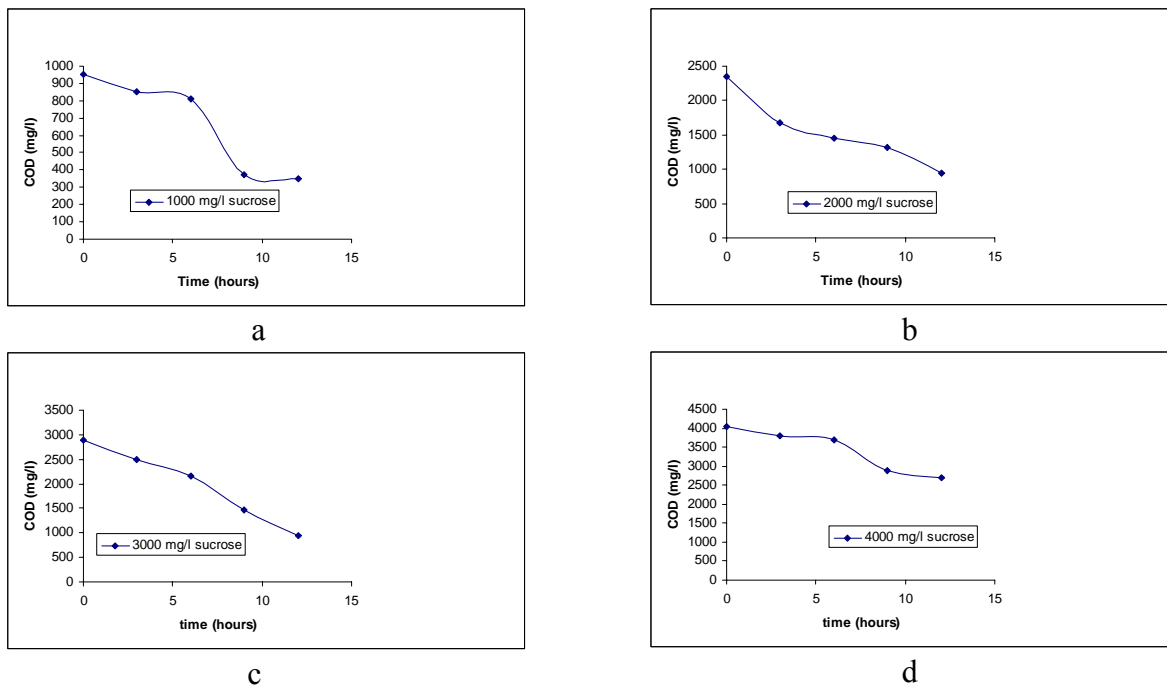 1000
900
800
700
600
500
400
300
200
100
0
COD (mg/l)
1000 mg/l sucrose
0 5 10 15
Time (hours)
a
2500
2000
1500
1000
500
0
COD (mg/l)
2000 mg/l sucrose
0 5 10 15
Time (hours)
b
3500
3000
2500
2000
1500
1000
500
0
COD (mg/l)
3000 mg/l sucrose
0 5 10 15
time (hours)
c
4500
4000
3500
3000
2500
2000
1500
1000
500
0
COD (mg/l)
4000 mg/l sucrose
0 5 10 15
time (hours)
d